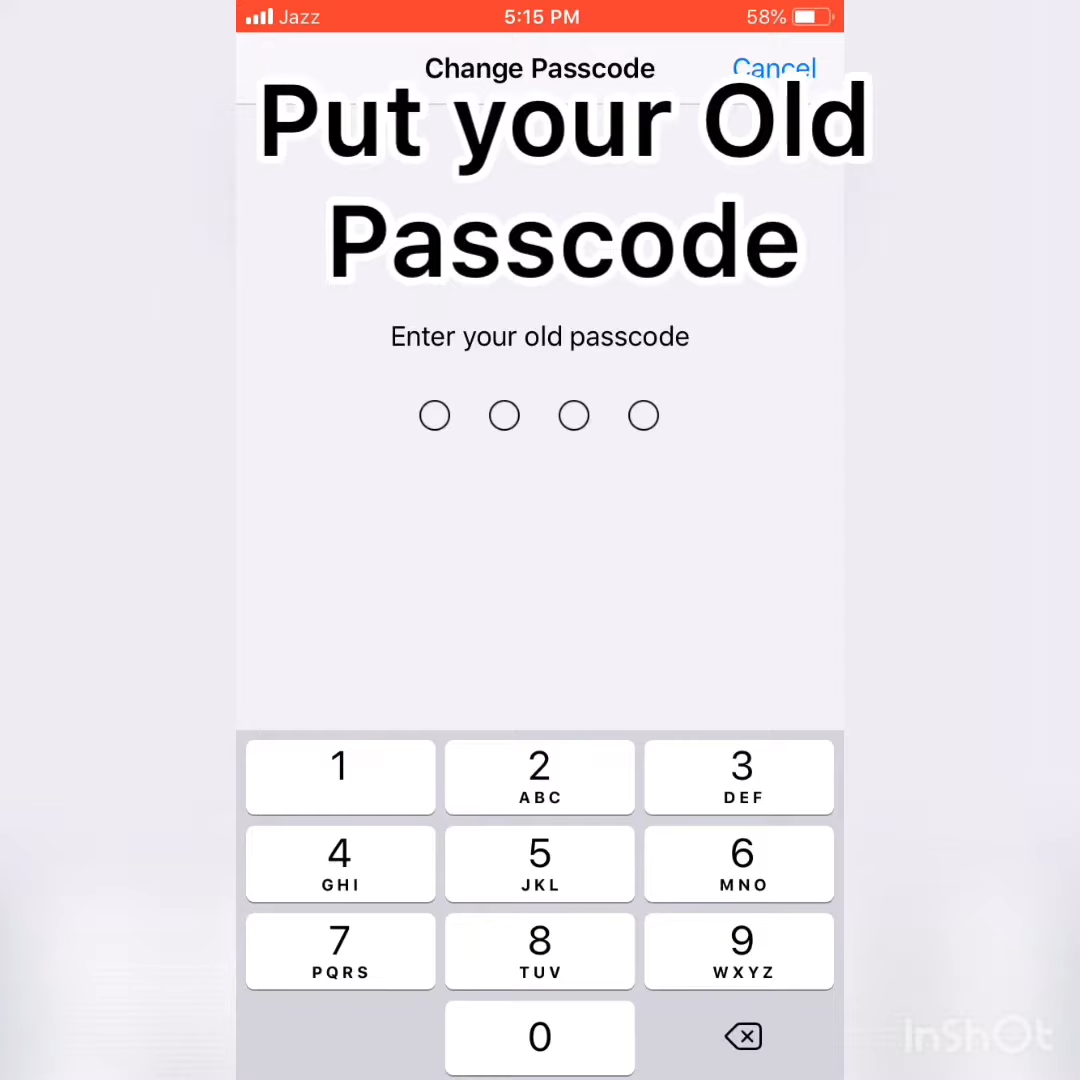 Jazz 5:15 PM 58%
Change Passcode Cancel
Put your Old
Passcode
Enter your old passcode
1 2 3
ABC DEF
4 5 6
GHI JKL MNO
7 8 9
PQRS TUV WXYZ
0
InShOt